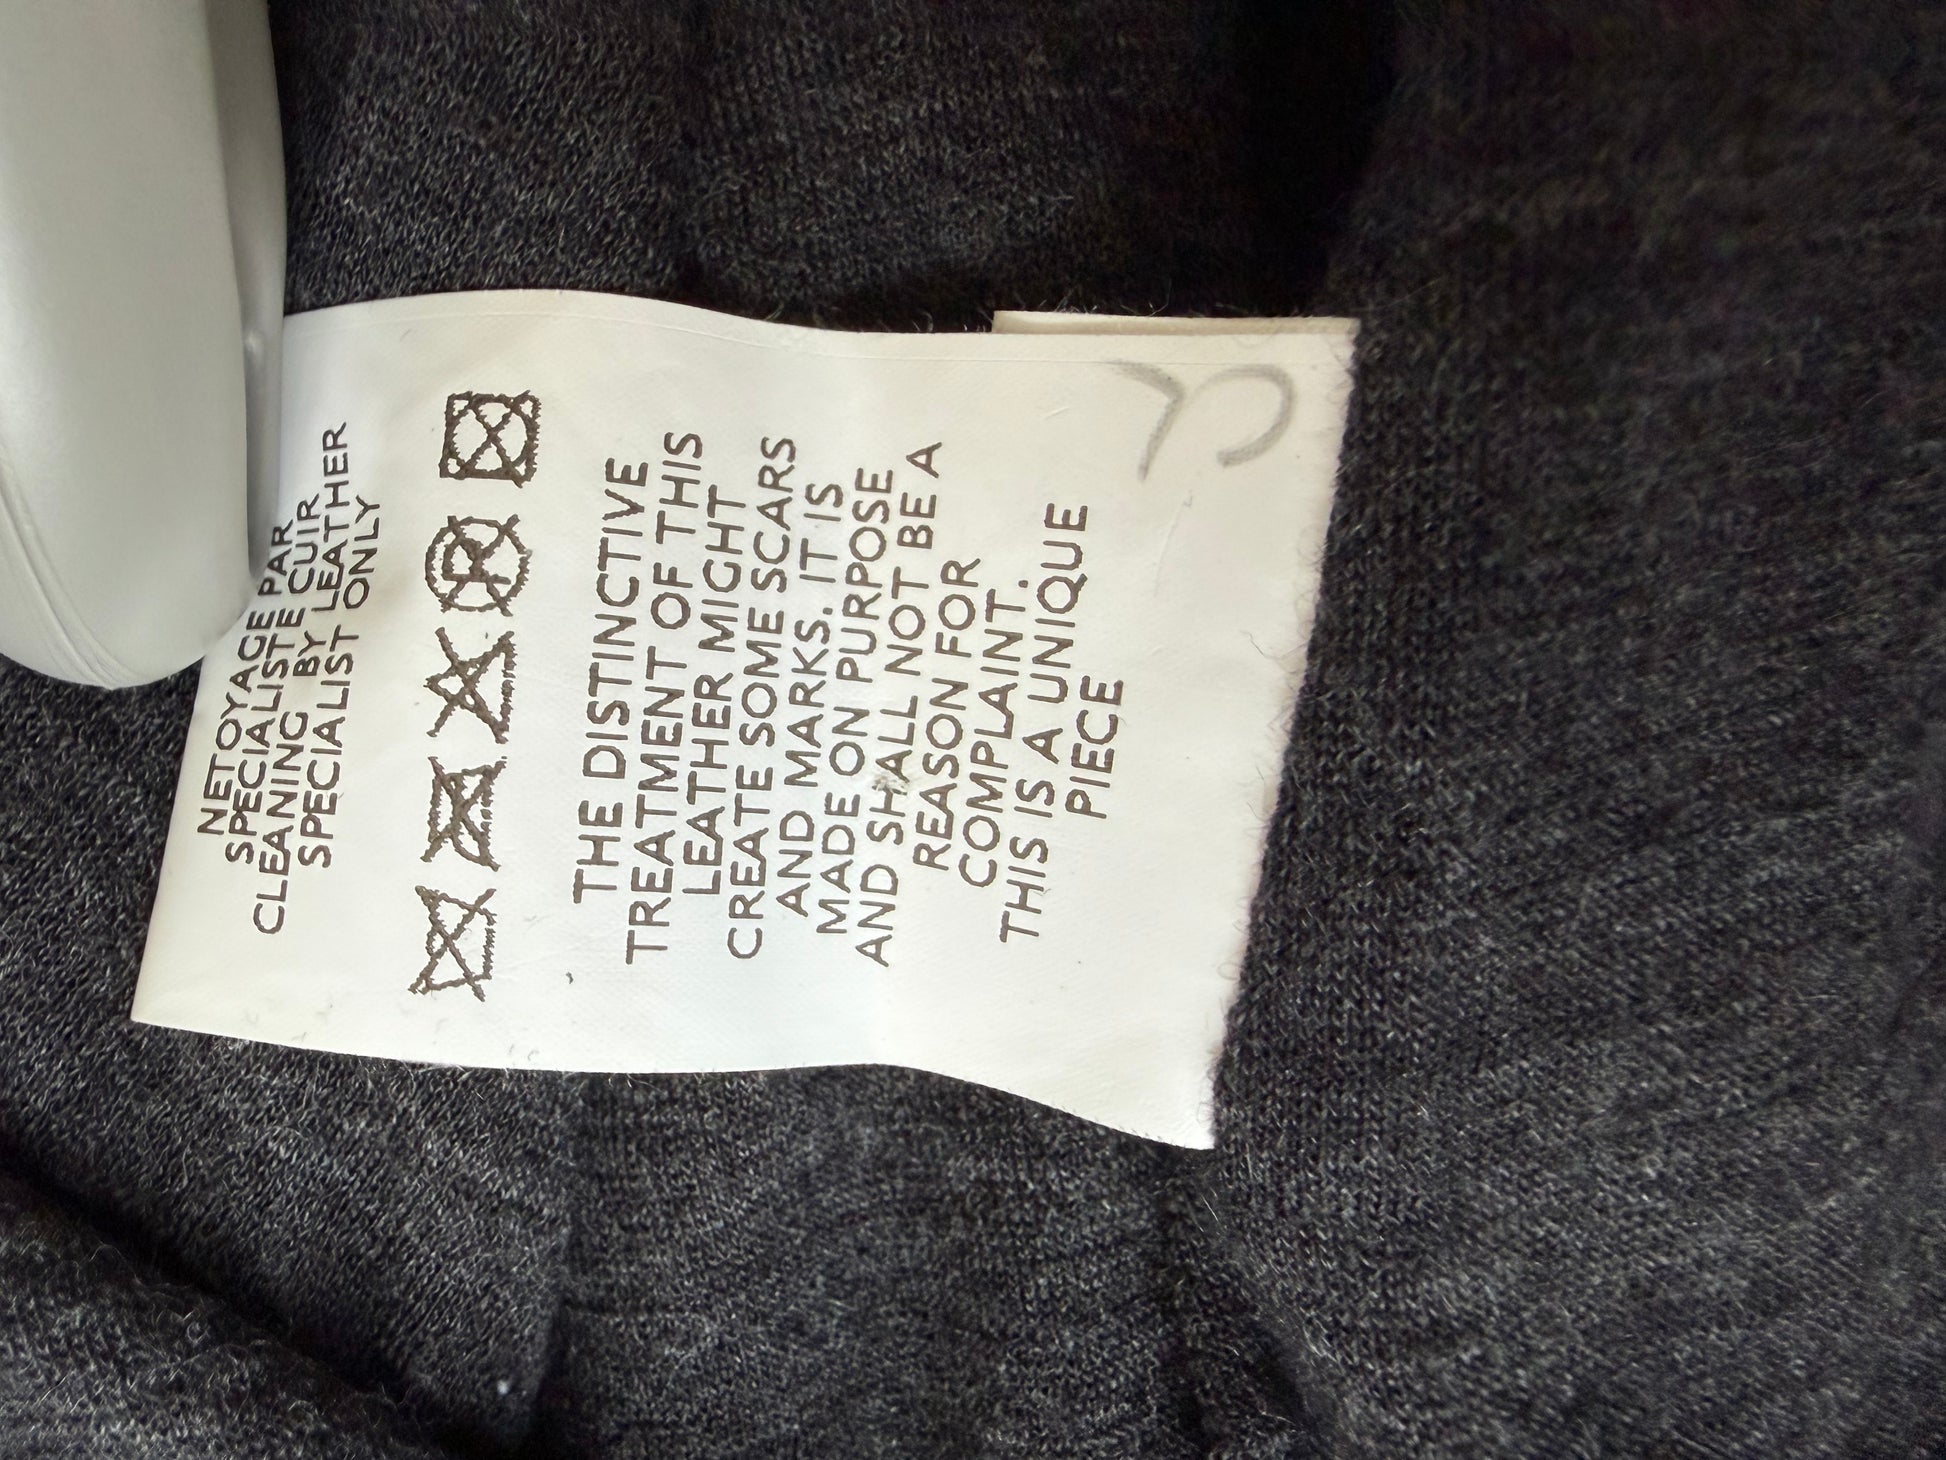 NETOYAGE PAR
SPECIALISTE CUIR
CLEANING BY LEATHER
SPECIALIST ONLY
THE DISTINCTIVE
TREATMENT OF THIS
LEATHER MIGHT
CREATE SOME SCARS
AND MARKS. IT IS
MADE ON PURPOSE
AND SHALL NOT BE A
REASON FOR
COMPLAINT.
THIS IS A UNIQUE
PIECE